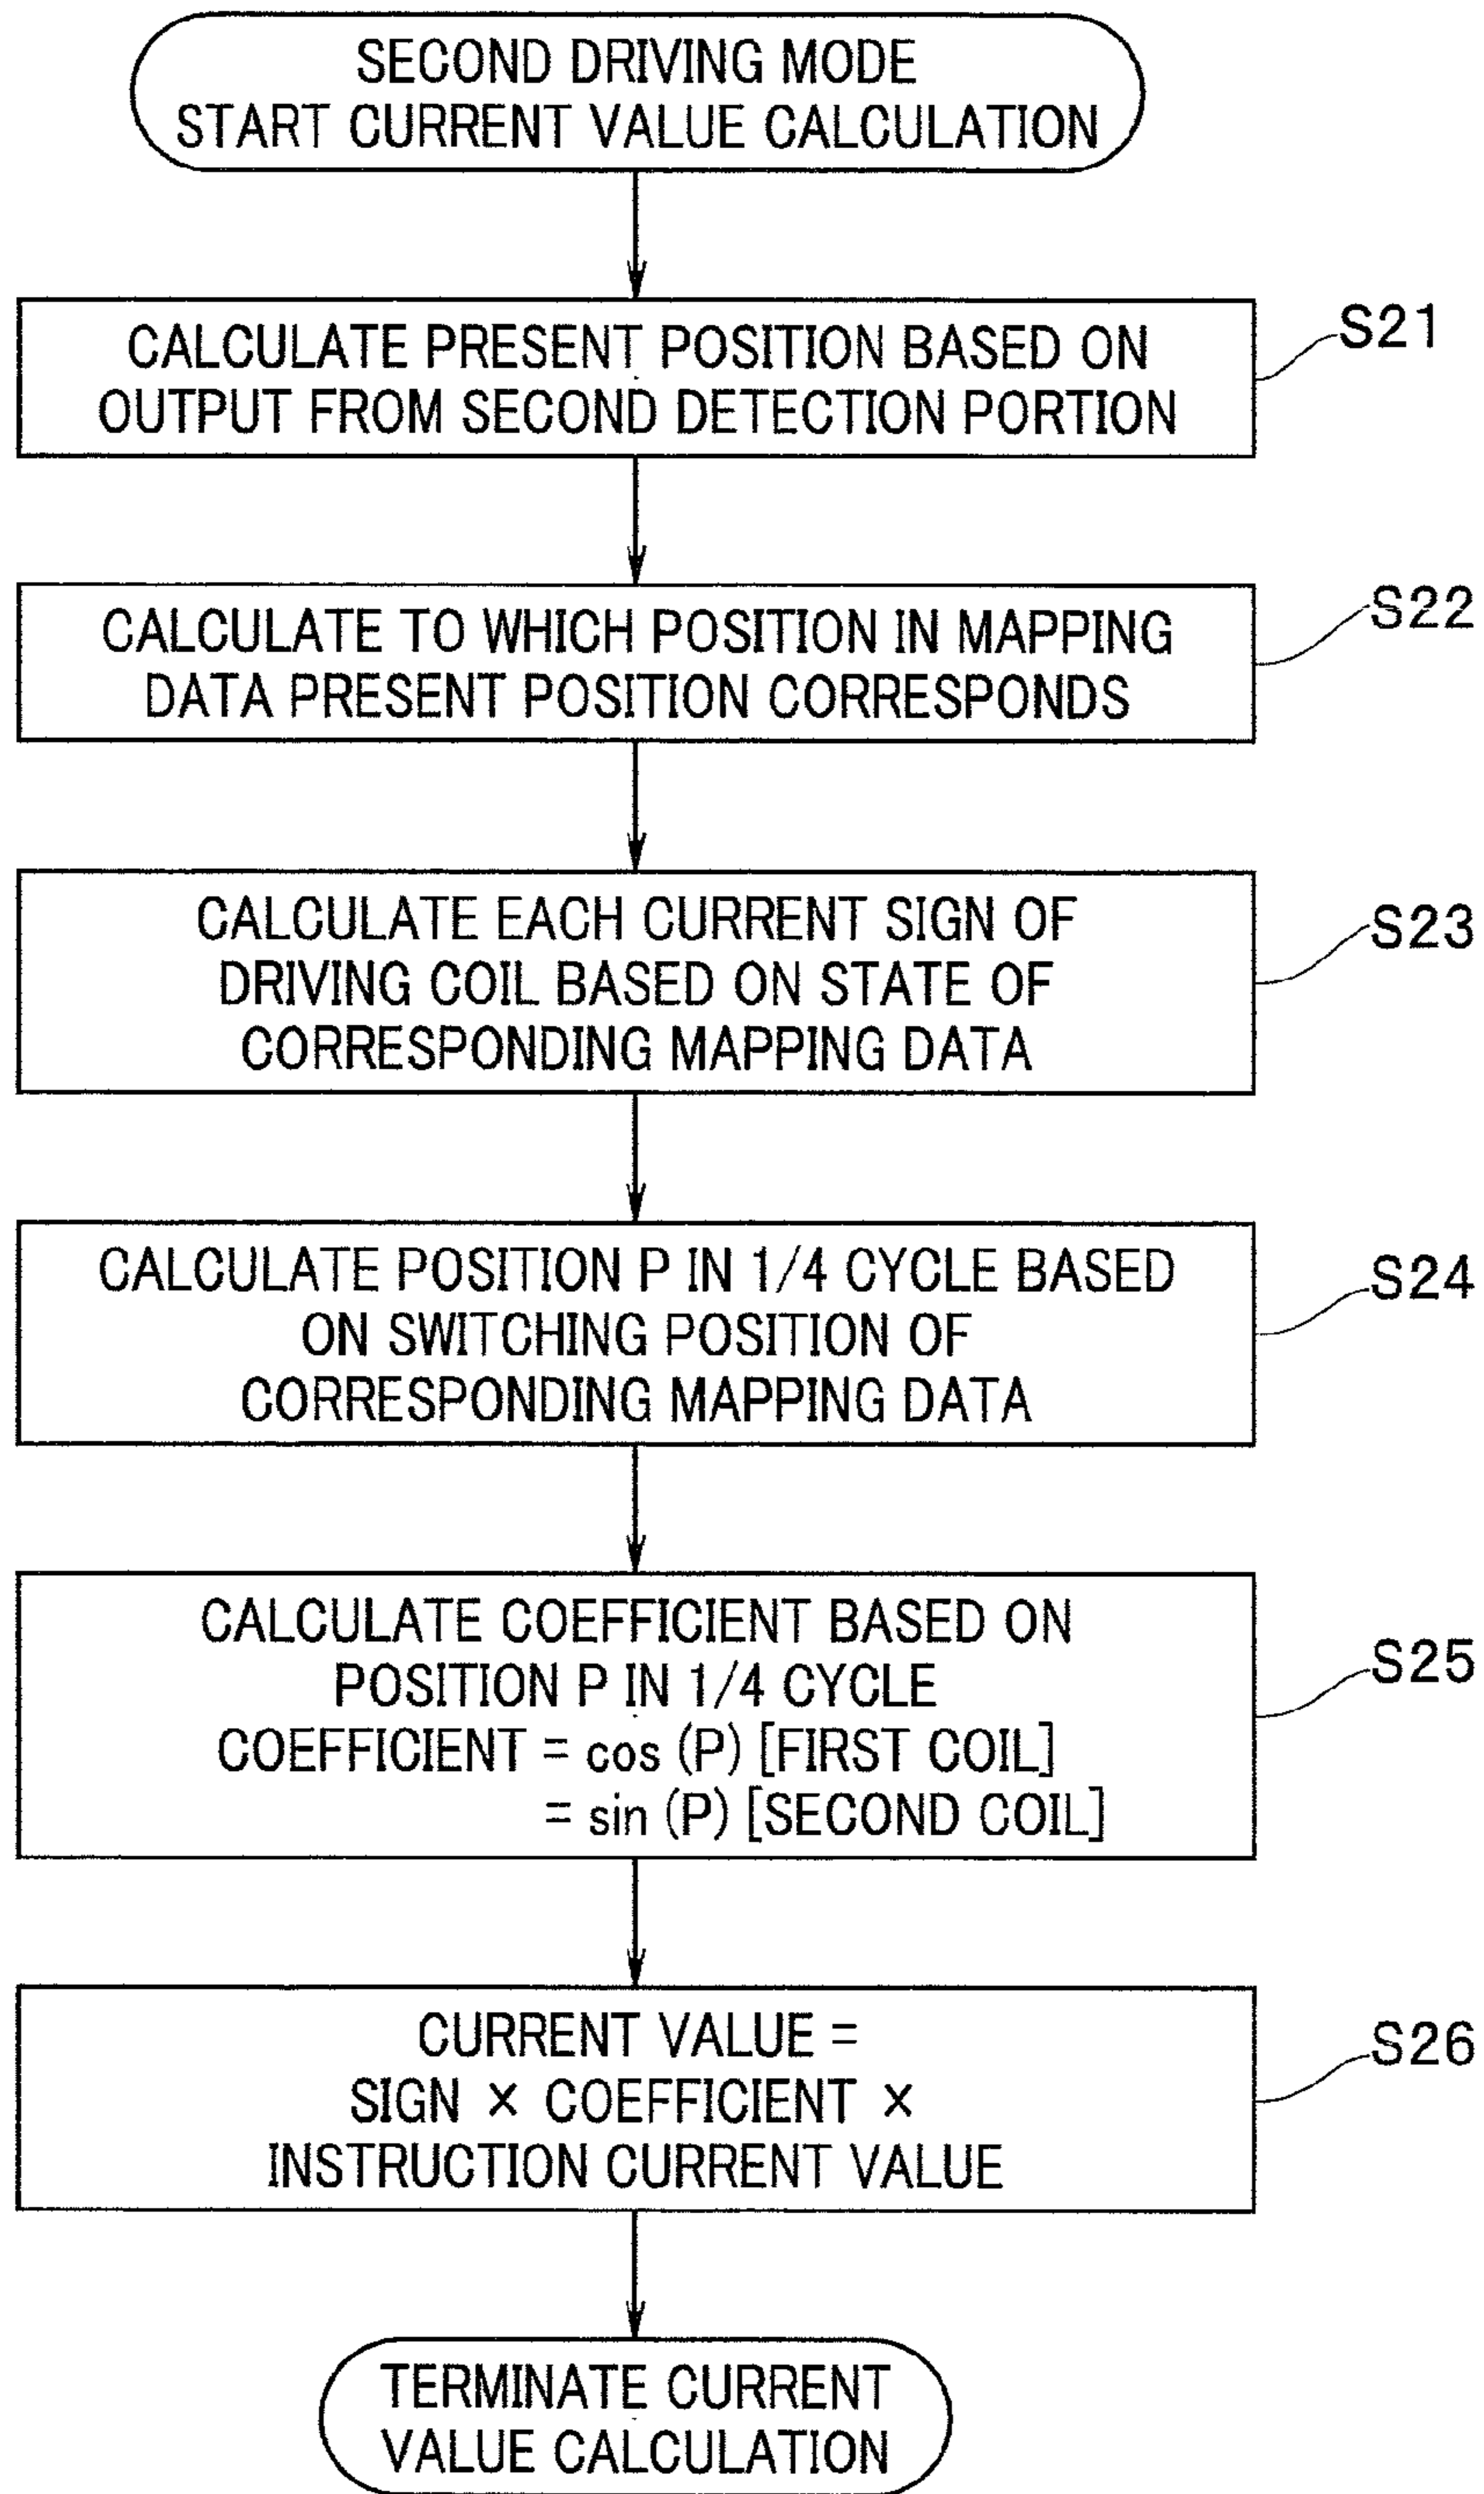 SECOND DRIVING MODE
START CURRENT VALUE CALCULATION
CALCULATE PRESENT POSITION BASED ON
OUTPUT FROM SECOND DETECTION PORTION
S21
CALCULATE TO WHICH POSITION IN MAPPING
DATA PRESENT POSITION CORRESPONDS
S22
CALCULATE EACH CURRENT SIGN OF
DRIVING COIL BASED ON STATE OF
CORRESPONDING MAPPING DATA
S23
CALCULATE POSITION P IN 1/4 CYCLE BASED
ON SWITCHING POSITION OF
CORRESPONDING MAPPING DATA
S24
CALCULATE COEFFICIENT BASED ON
POSITION P IN 1/4 CYCLE
COEFFICIENT = cos (P) [FIRST COIL]
= sin (P) [SECOND COIL]
S25
CURRENT VALUE =
SIGN × COEFFICIENT ×
INSTRUCTION CURRENT VALUE
S26
TERMINATE CURRENT
VALUE CALCULATION